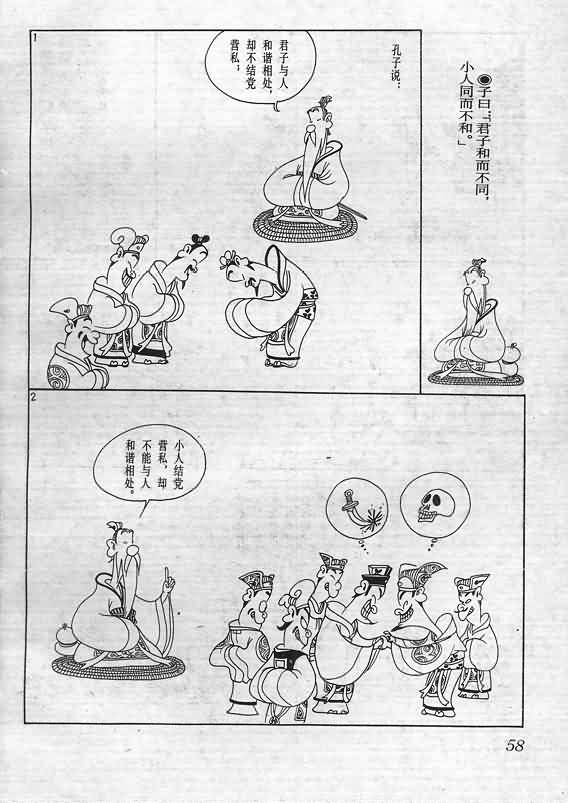 ◉子曰:「君子和而不同,
小人同而不和。」
1
孔子说:
君子与人
和谐相处,
却不结党
营私;
2
小人结党
营私,却
不能与人
和谐相处。
58